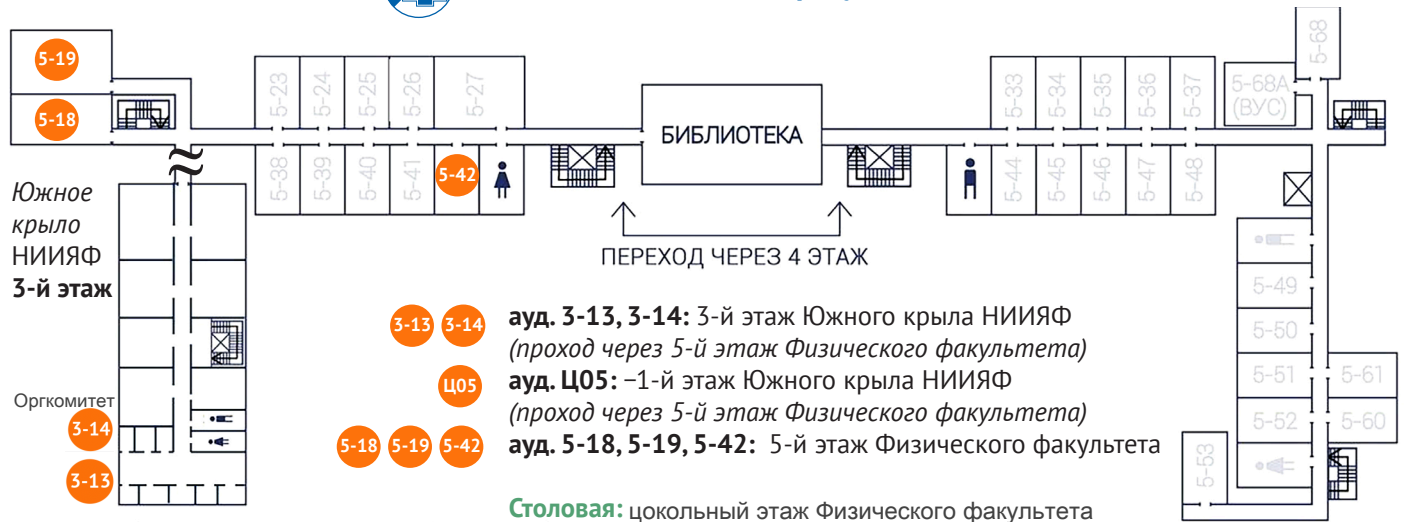 5-19
5-18
5-23
5-24
5-25
5-26
5-27
БИБЛИОТЕКА
5-33
5-34
5-35
5-36
5-37
5-68А
(ВУС)
5-68
5-38
5-39
5-40
5-41
5-42
5-44
5-45
5-46
5-47
5-48
Южное
крыло
НИИЯФ
3-й этаж
ПЕРЕХОД ЧЕРЕЗ 4 ЭТАЖ
5-49
5-50
5-51
5-61
5-52
5-60
5-53
Оргкомитет
3-14
3-13
3-13 3-14 ауд. 3-13, 3-14: 3-й этаж Южного крыла НИИЯФ
(проход через 5-й этаж Физического факультета)
Ц05 ауд. Ц05: −1-й этаж Южного крыла НИИЯФ
(проход через 5-й этаж Физического факультета)
5-18 5-19 5-42 ауд. 5-18, 5-19, 5-42: 5-й этаж Физического факультета
Столовая: цокольный этаж Физического факультета